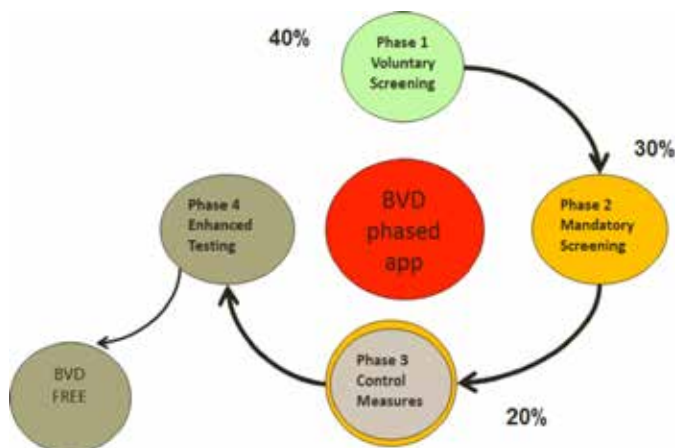 40%
Phase 1
Voluntary
Screening
30%
Phase 4
Enhanced
Testing
BVD
phased
app
Phase 2
Mandatory
Screening
BVD
FREE
Phase 3
Control
Measures
20%